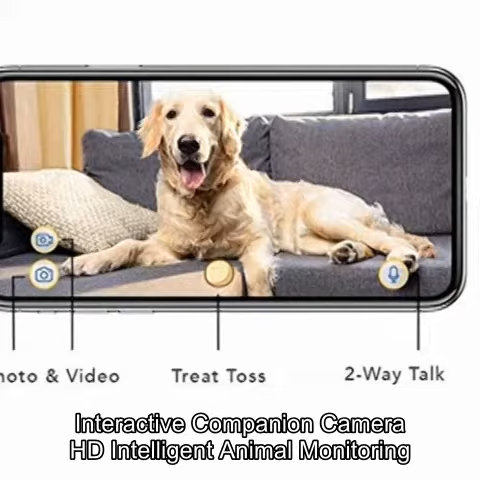 hoto & Video
Treat Toss
2-Way Talk
Interactive Companion Camera
HD Intelligent Animal Monitoring